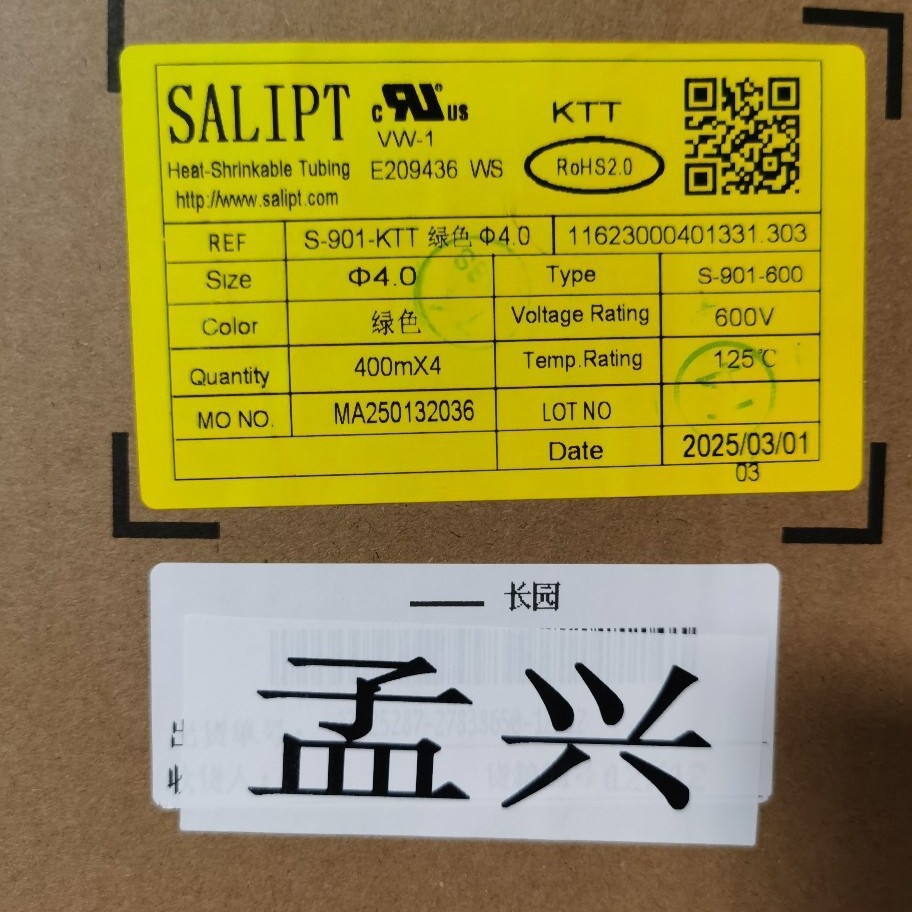 SALIPT
c RU US
KTT
VW-1
Heat-Shrinkable Tubing
E209436 WS
RoHS2.0
http://www.salipt.com
REF S-901-KTT 绿色 Φ4.0 11623000401331.303
Size Φ4.0 Type S-901-600
Color 绿色 Voltage Rating 600V
Quantity 400mX4 Temp.Rating 125℃
MO NO. MA250132036 LOT NO
Date 2025/03/01
03
长园
孟兴